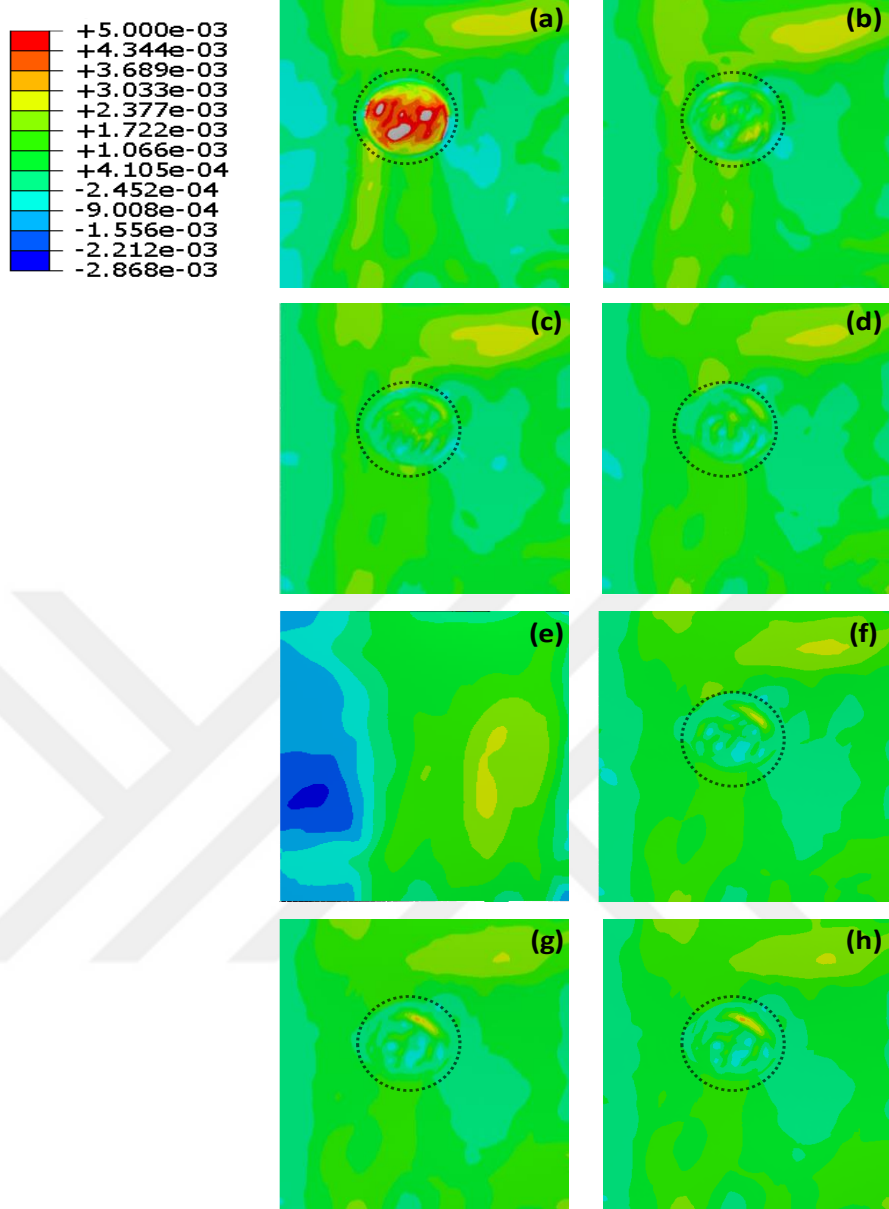 +5.000e-03
+4.344e-03
+3.689e-03
+3.033e-03
+2.377e-03
+1.722e-03
+1.066e-03
+4.105e-04
-2.452e-04
-9.008e-04
-1.556e-03
-2.212e-03
-2.868e-03
(a)
(b)
(c)
(d)
(e)
(f)
(g)
(h)